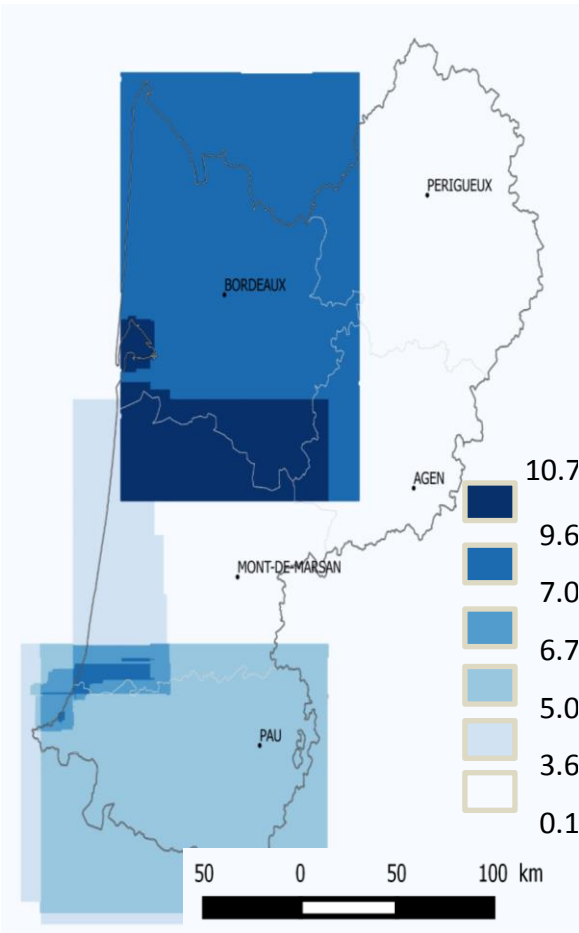 PERIGUEUX
BORDEAUX
10.7
AGEN
9.6
MONT-DE-MARSAN
7.0
6.7
5.0
PAU
3.6
0.1
50 0 50 100 km